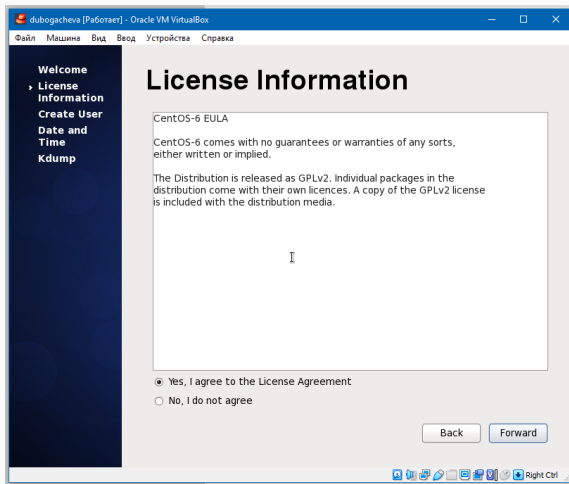 dubogacheva [Работает] - Oracle VM VirtualBox
Файл Машина Вид Ввод Устройства Справка
Welcome
License
Information
Create User
Date and
Time
Kdump
License Information
CentOS-6 EULA
CentOS-6 comes with no guarantees or warranties of any sorts,
either written or implied.
The Distribution is released as GPLv2. Individual packages in the
distribution come with their own licences. A copy of the GPLv2 license
is included with the distribution media.
Yes, I agree to the License Agreement
No, I do not agree
Back Forward
Right Ctrl